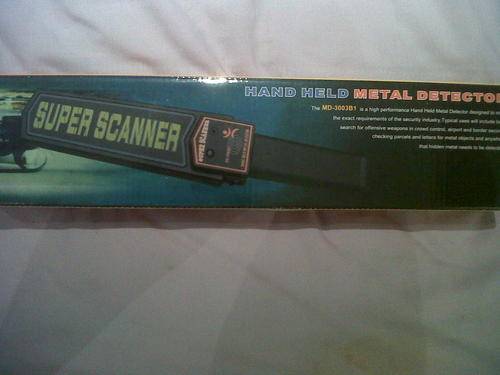 HAND HELD METAL DETECTOR
The MD-3003B1 is a high performance Hand Held Metal Detector designed to
the exact requirements of the security industry. Typical uses will include
search for offensive weapons in crowd control, airport and border
checking parcels and letters for metal objects and
that hidden metal needs to be
SUPER SCANNER
SUPER SCANNER